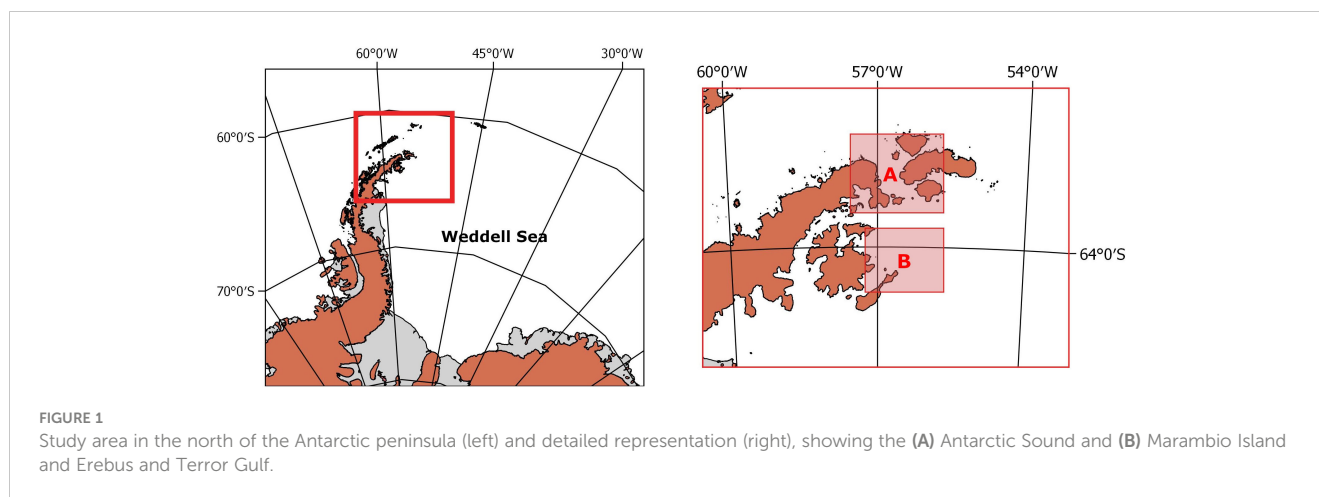 60°0'W 45°0'W 30°0'W
60°0'W 57°0'W 54°0'W
60°0'S
A
Weddell Sea
B
64°0'S
70°0'S
FIGURE 1
Study area in the north of the Antarctic peninsula (left) and detailed representation (right), showing the (A) Antarctic Sound and (B) Marambio Island
and Erebus and Terror Gulf.